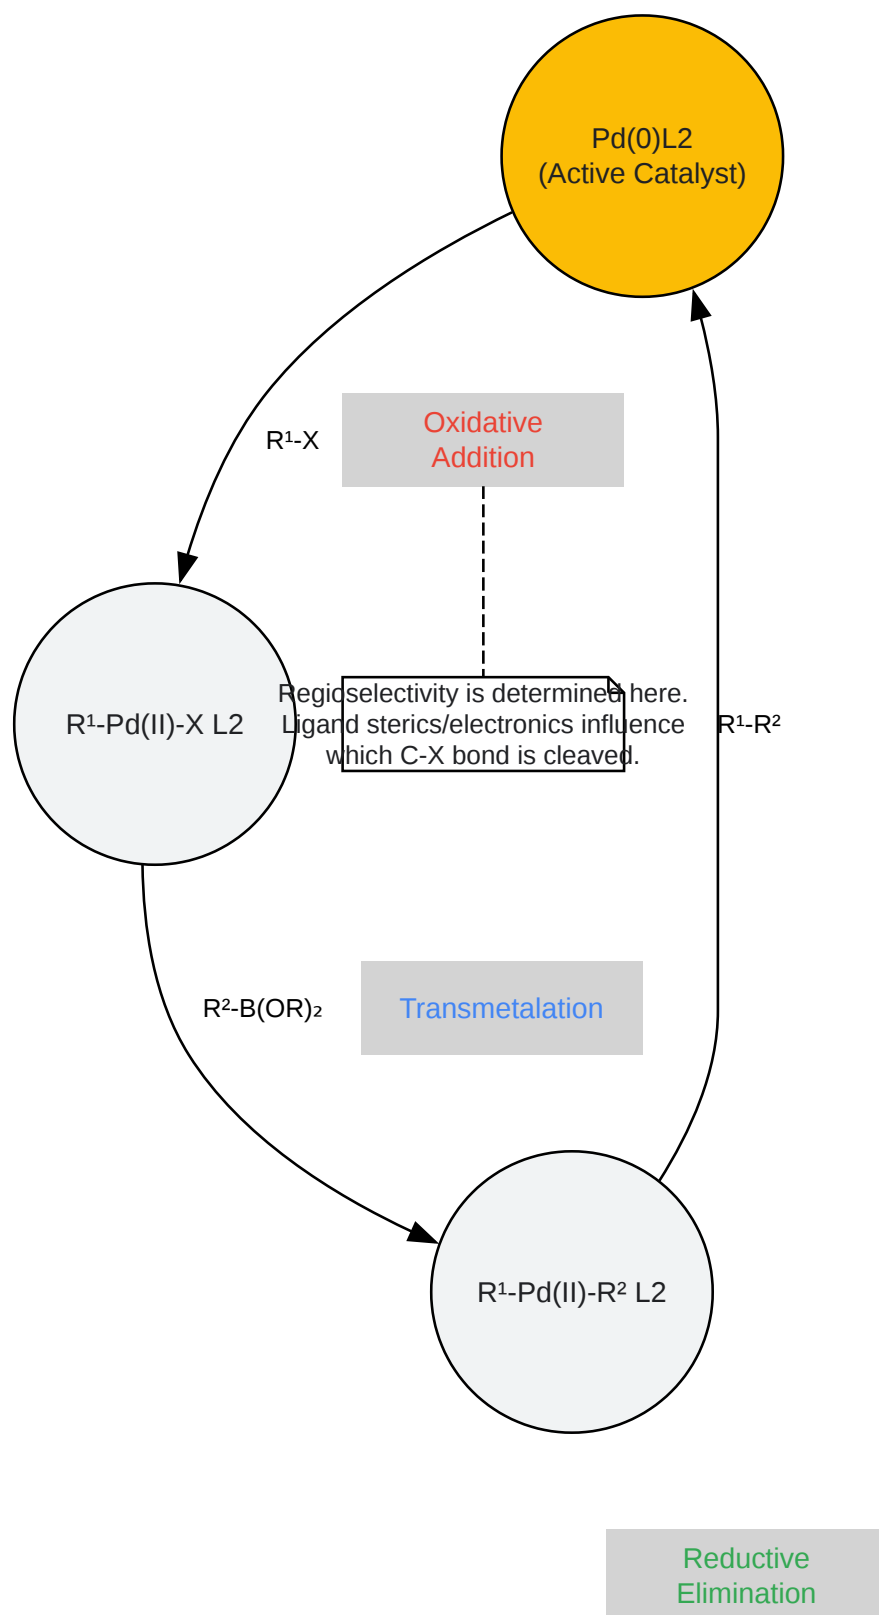 Pd(0)L2
(Active Catalyst)
Oxidative
Addition
R¹-X
Regioselectivity is determined here.
Ligand sterics/electronics influence
which C-X bond is cleaved.
R¹-Pd(II)-X L2
R¹-R²
R²-B(OR)₂
Transmetalation
R¹-Pd(II)-R² L2
Reductive
Elimination